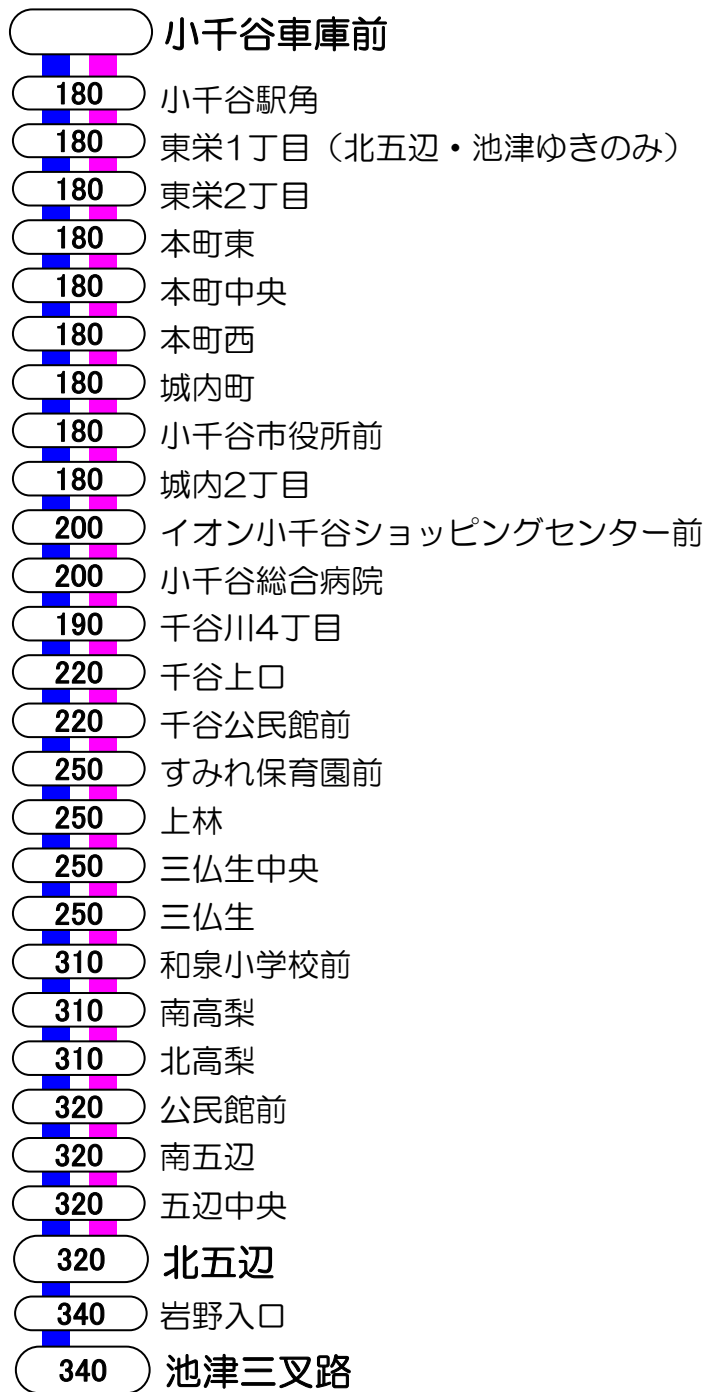 小千谷車庫前
180 小千谷駅角
180 東栄1丁目（北五辺・池津ゆきのみ）
180 東栄2丁目
180 本町東
180 本町中央
180 本町西
180 城内町
180 小千谷市役所前
180 城内2丁目
200 イオン小千谷ショッピングセンター前
200 小千谷総合病院
190 千谷川4丁目
220 千谷上口
220 千谷公民館前
250 すみれ保育園前
250 上林
250 三仏生中央
250 三仏生
310 和泉小学校前
310 南高梨
310 北高梨
320 公民館前
320 南五辺
320 五辺中央
320 北五辺
340 岩野入口
340 池津三叉路